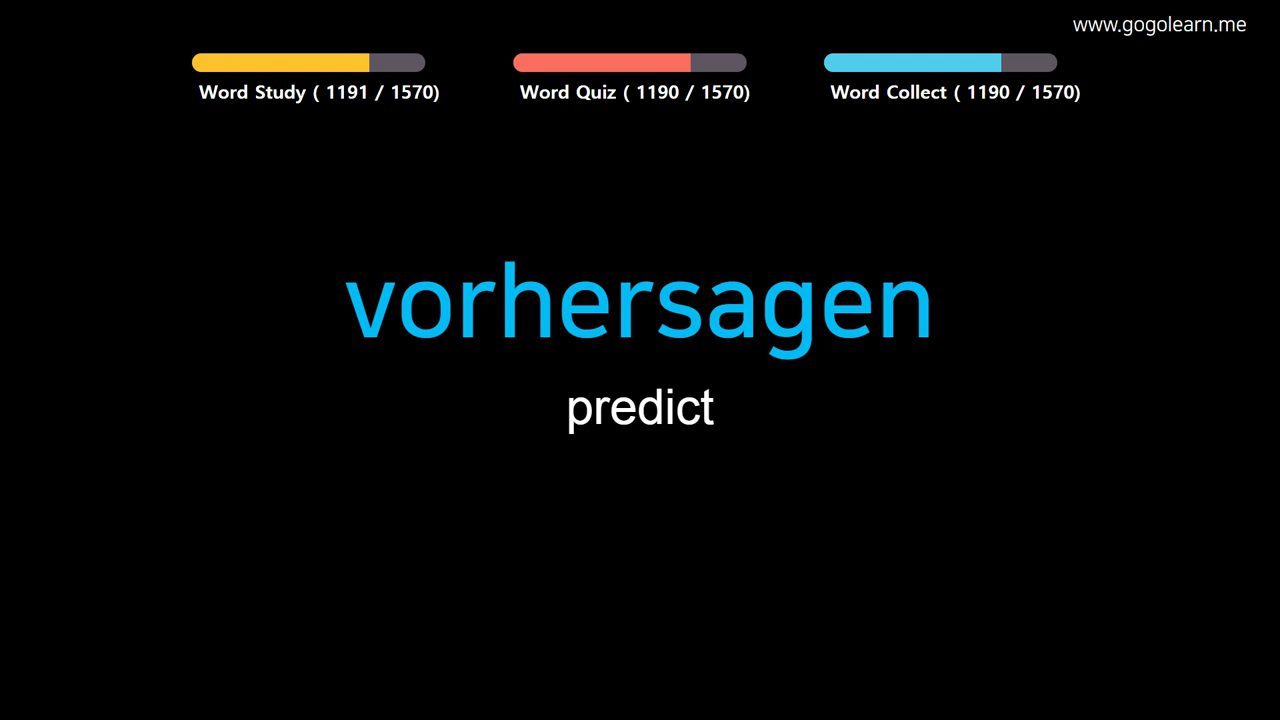 www.gogolearn.me
Word Study ( 1191 / 1570)
Word Quiz ( 1190 / 1570)
Word Collect ( 1190 / 1570)
vorhersagen
predict